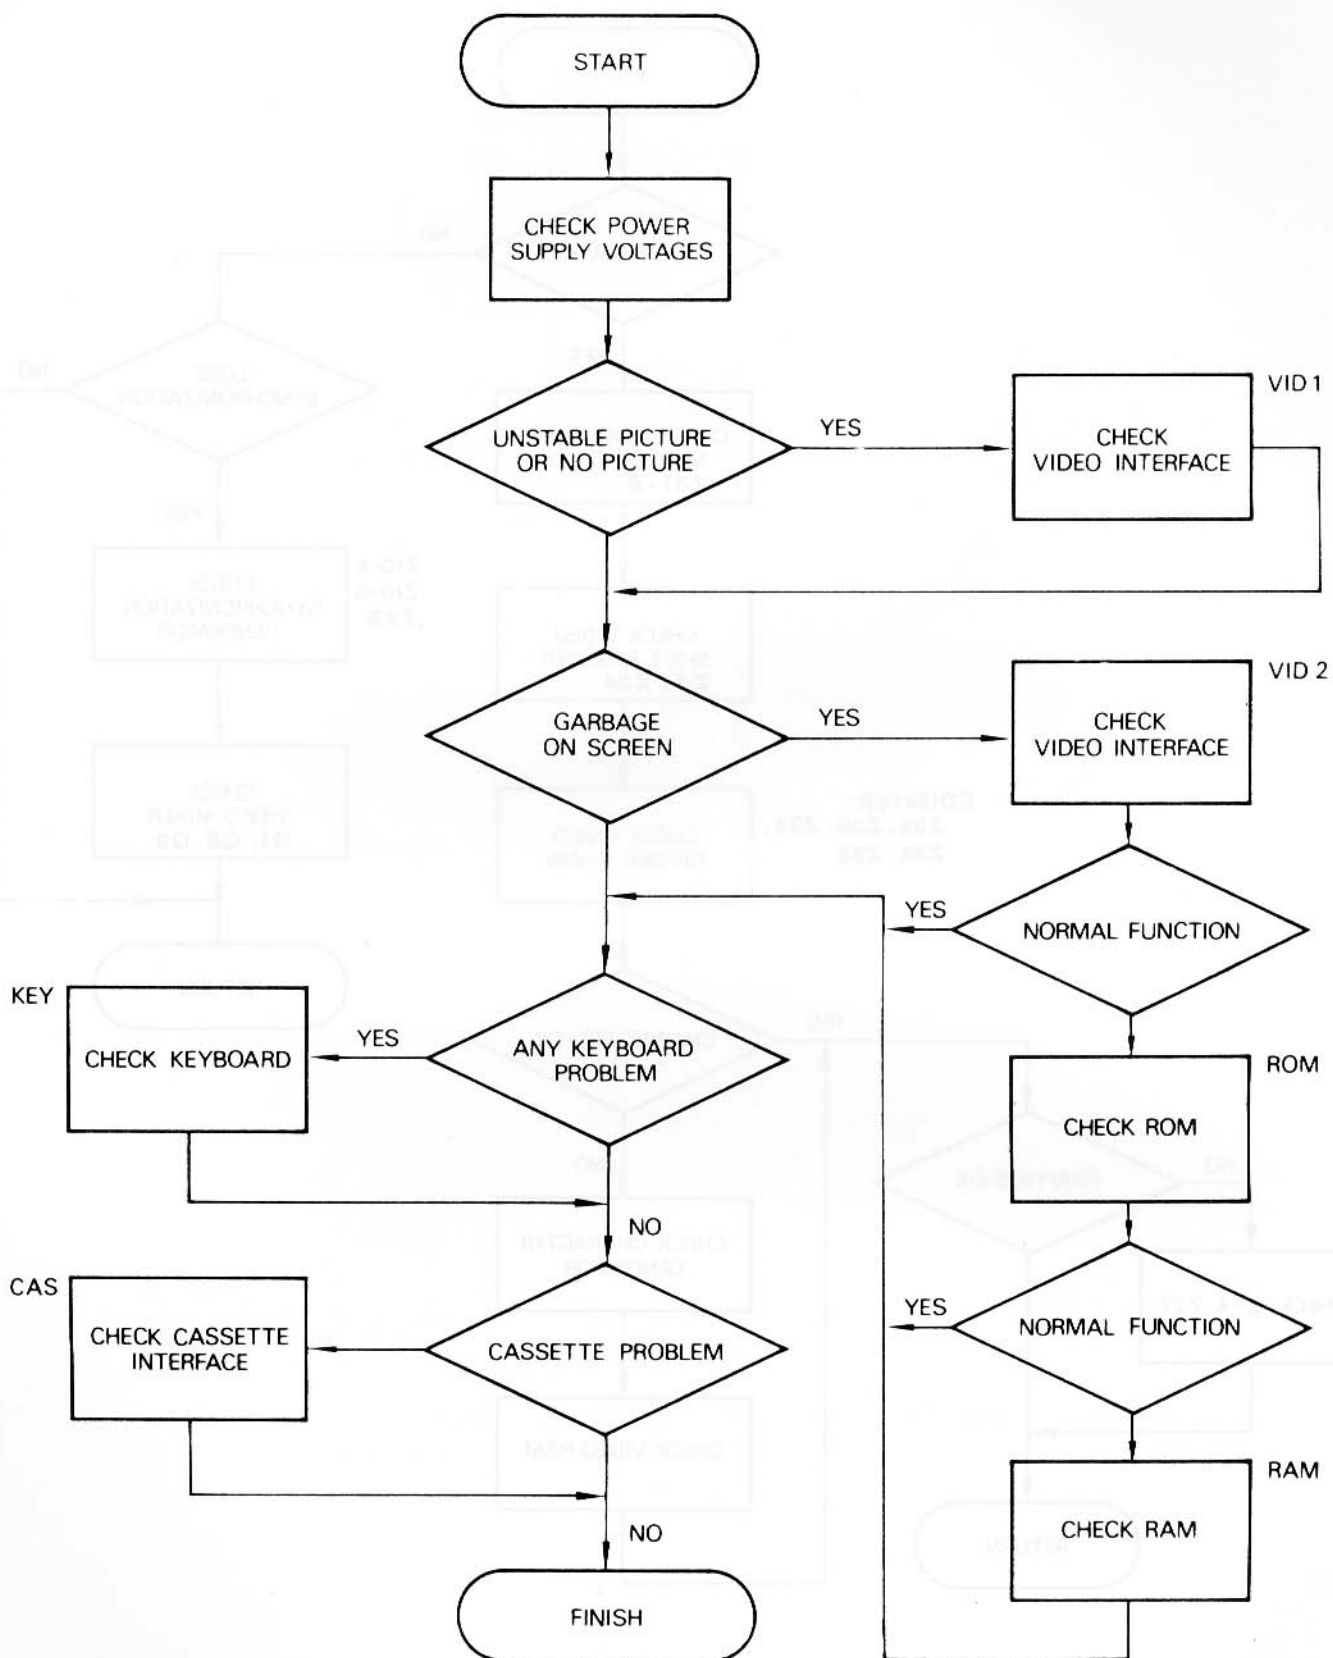 START
CHECK POWER
SUPPLY VOLTAGES
UNSTABLE PICTURE
OR NO PICTURE
YES
CHECK
VIDEO INTERFACE
VID 1
GARBAGE
ON SCREEN
YES
CHECK
VIDEO INTERFACE
VID 2
YES
NORMAL FUNCTION
KEY
CHECK KEYBOARD
YES
ANY KEYBOARD
PROBLEM
CHECK ROM
ROM
NO
CAS
CHECK CASSETTE
INTERFACE
CASSETTE PROBLEM
YES
NORMAL FUNCTION
NO
CHECK RAM
RAM
FINISH